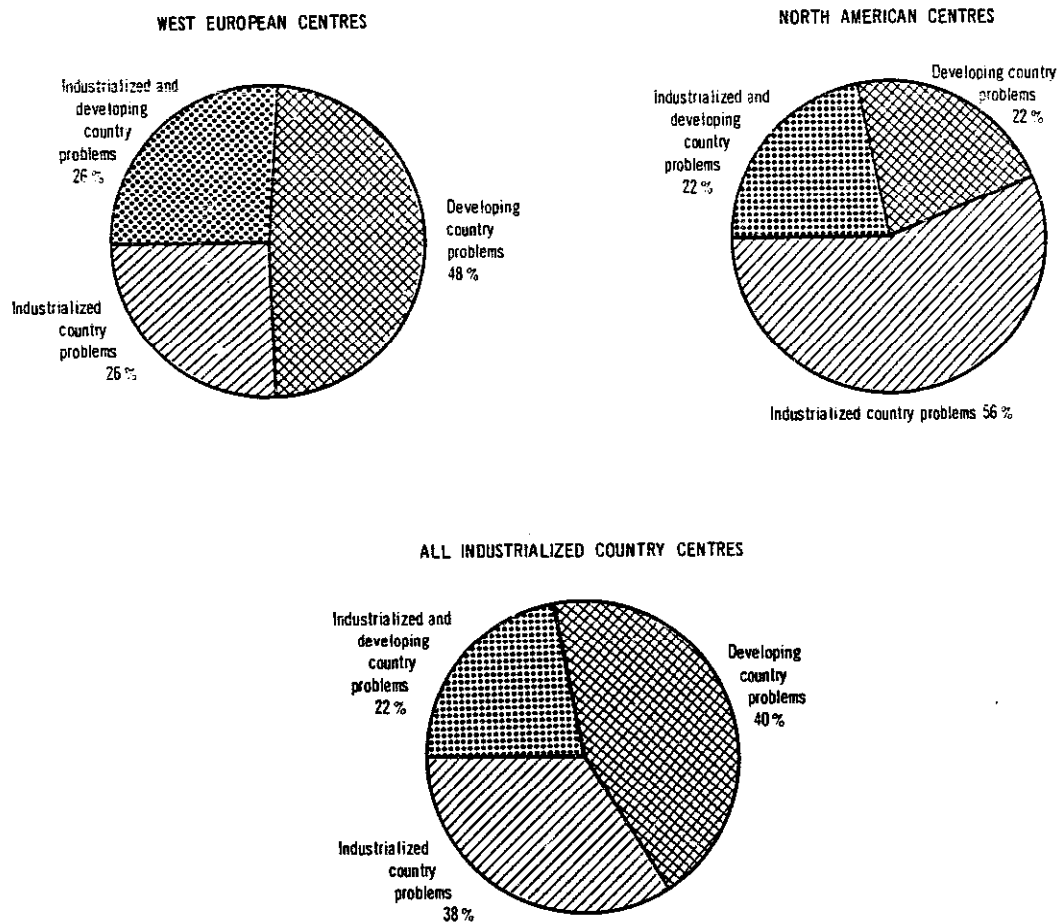 WEST EUROPEAN CENTRES
Industrialized and
developing
country
problems
26 %
Developing
country
problems
48 %
Industrialized
country
problems
26 %
NORTH AMERICAN CENTRES
Industrialized and
developing
country
problems
22 %
Developing country
problems
22 %
Industrialized country problems 56 %
ALL INDUSTRIALIZED COUNTRY CENTRES
Industrialized and
developing
country
problems
22 %
Developing
country
problems
40 %
Industrialized
country
problems
38 %